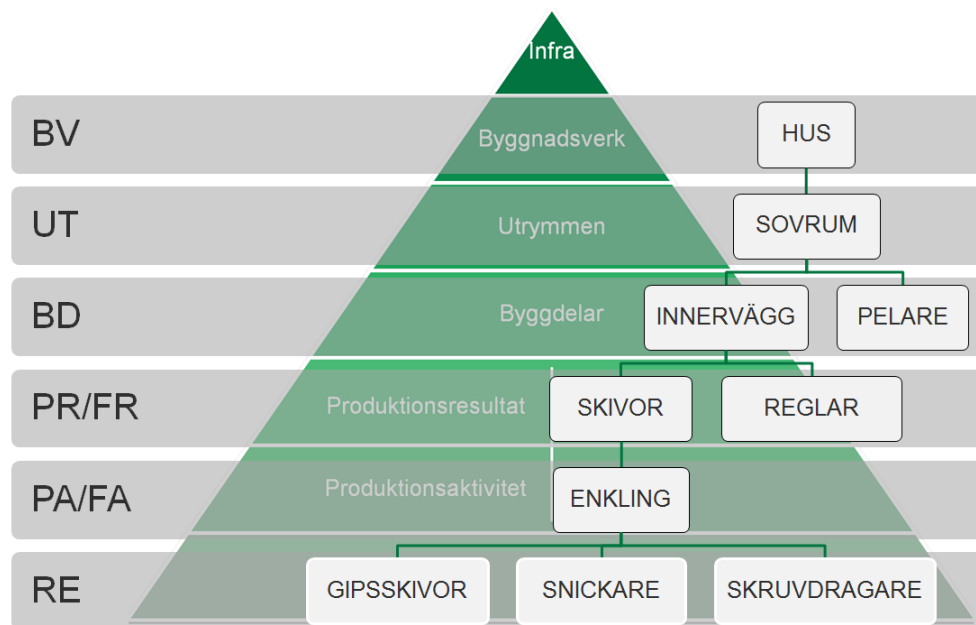 Infra
BV
Byggnadsverk
HUS
UT
Utrymmen
SOVRUM
BD
Byggdelar
INNERVÄGG
PELARE
PR/FR
Produktionsresultat
SKIVOR
REGLAR
PA/FA
Produktionsaktivitet
ENKLING
RE
GIPSSKIVOR
SNICKARE
SKRUVDRAGARE